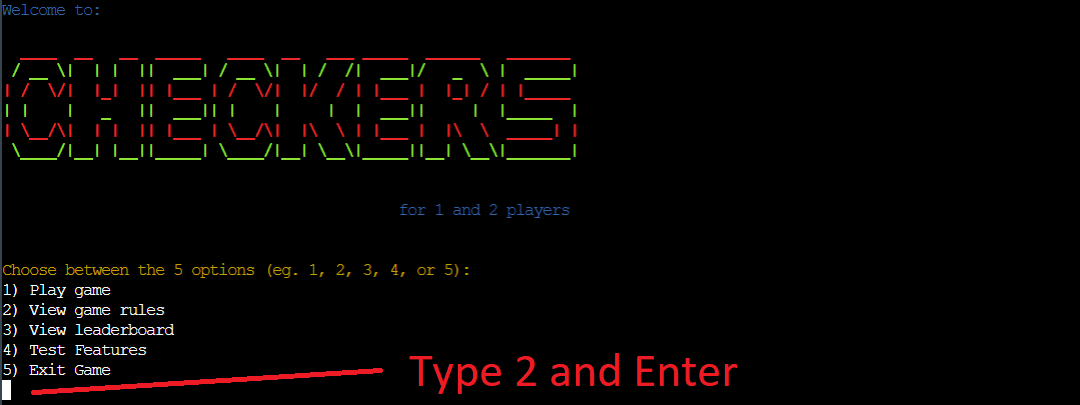 Welcome to:
CHECKERS
for 1 and 2 players
Choose between the 5 options (eg. 1, 2, 3, 4, or 5):
1) Play game
2) View game rules
3) View leaderboard
4) Test Features
5) Exit Game
Type 2 and Enter